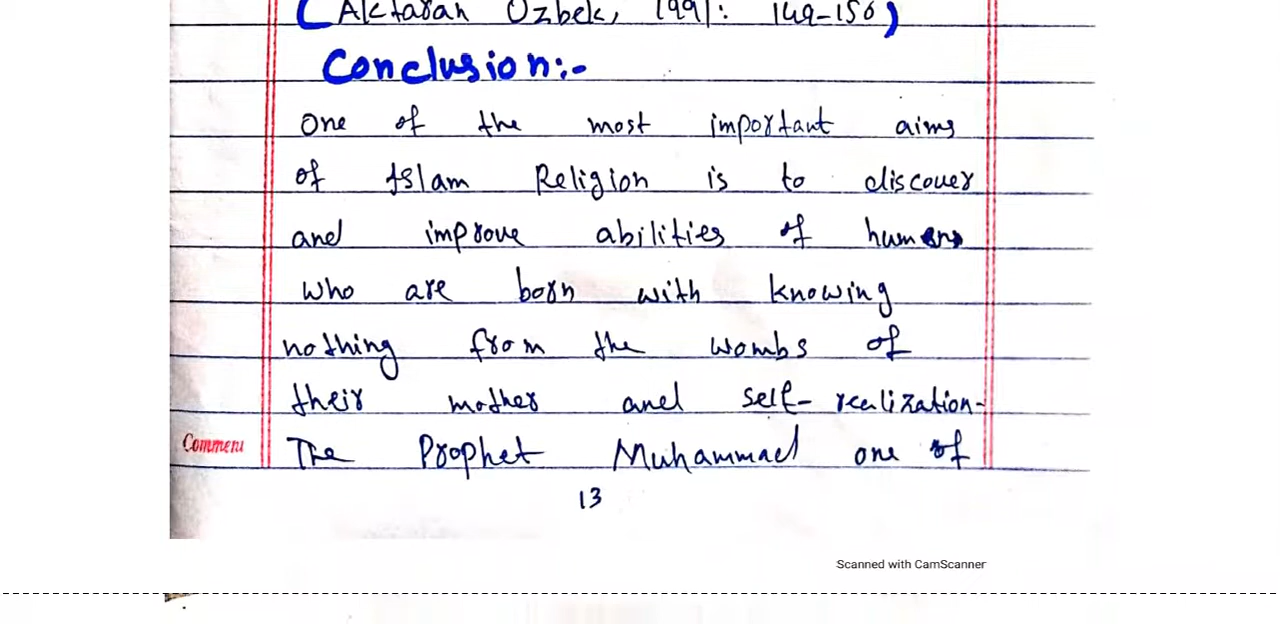 (Aktaran Ozbek, 1991: 149-150)
Conclusion:-
One of the most important aims
of Islam Religion is to discover
and improve abilities of humans
who are born with knowing
nothing from the wombs of
their mother and self-realization-
Comment The Prophet Muhammad one of
13
Scanned with CamScanner